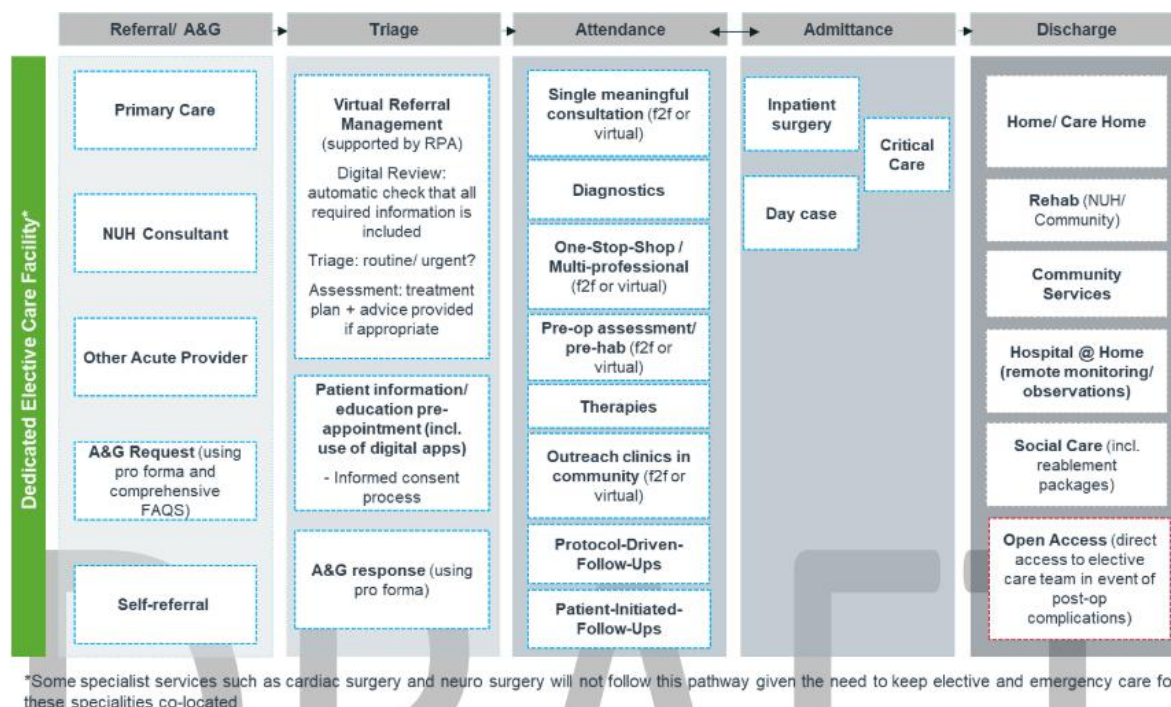 Referral/ A&G
Triage
Attendance
Admittance
Discharge
Dedicated Elective Care Facility*
Primary Care
NUH Consultant
Other Acute Provider
A&G Request (using
pro forma and
comprehensive
FAQS)
Self-referral
Virtual Referral
Management
(supported by RPA)
Digital Review:
automatic check that all
required information is
included
Triage: routine/ urgent?
Assessment: treatment
plan + advice provided
if appropriate
Patient information/
education pre-
appointment (incl.
use of digital apps)
- Informed consent
process
A&G response (using
pro forma)
Single meaningful
consultation (f2f or
virtual)
Diagnostics
One-Stop-Shop /
Multi-professional
(f2f or virtual)
Pre-op assessment/
pre-hab (f2f or
virtual)
Therapies
Outreach clinics in
community (f2f or
virtual)
Protocol-Driven-
Follow-Ups
Patient-Initiated-
Follow-Ups
Inpatient
surgery
Critical
Care
Day case
Home/ Care Home
Rehab (NUH/
Community)
Community
Services
Hospital @ Home
(remote monitoring/
observations)
Social Care (incl.
reablement
packages)
Open Access (direct
access to elective
care team in event of
post-op
complications)
*Some specialist services such as cardiac surgery and neuro surgery will not follow this pathway given the need to keep elective and emergency care fo
these specialities co-located
DRAFT